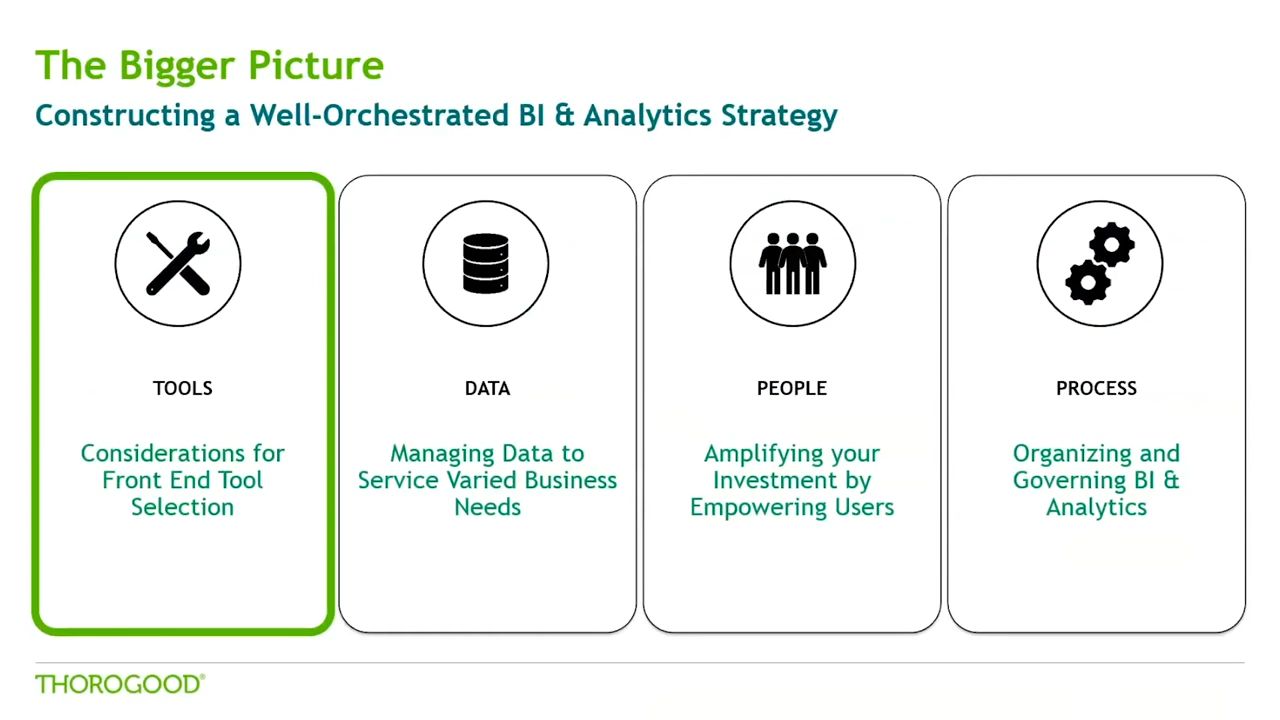 The Bigger Picture
Constructing a Well-Orchestrated BI & Analytics Strategy
TOOLS
Considerations for
Front End Tool
Selection
DATA
Managing Data to
Service Varied Business
Needs
PEOPLE
Amplifying your
Investment by
Empowering Users
PROCESS
Organizing and
Governing BI &
Analytics
THOROGOOD®